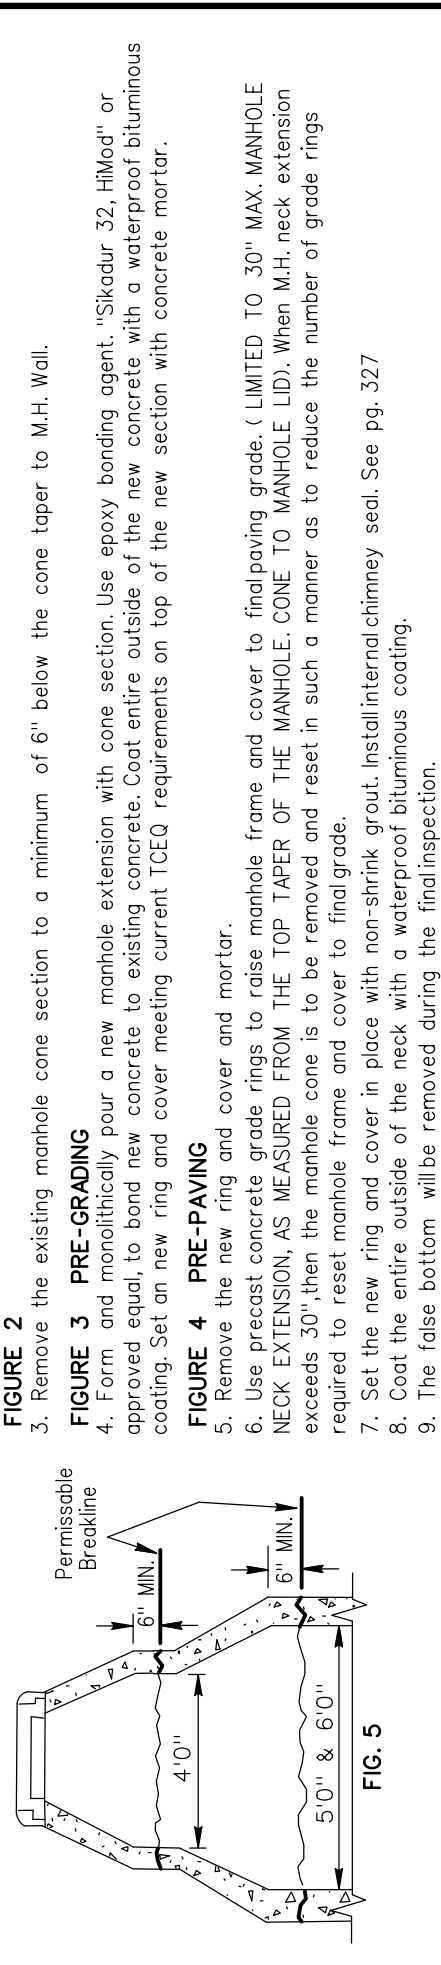 FIGURE 2
3. Remove the existing manhole cone section to a minimum of 6" below the cone taper to M.H. Wall.
FIGURE 3 PRE-GRADING
4. Form and monolithically pour a new manhole extension with cone section. Use epoxy bonding agent. "Sikadur 32, HiMod" or
approved equal, to bond new concrete to existing concrete. Coat entire outside of the new concrete with a waterproof bituminous
coating. Set an new ring and cover meeting current TCEQ requirements on top of the new section with concrete mortar.
FIGURE 4 PRE-PAVING
5. Remove the new ring and cover and mortar.
6. Use precast concrete grade rings to raise manhole frame and cover to final paving grade. ( LIMITED TO 30" MAX. MANHOLE
NECK EXTENSION, AS MEASURED FROM THE TOP TAPER OF THE MANHOLE. CONE TO MANHOLE LID). When M.H. neck extension
exceeds 30", then the manhole cone is to be removed and reset in such a manner as to reduce the number of grade rings
required to reset manhole frame and cover to final grade.
7. Set the new ring and cover in place with non-shrink grout. Install internal chimney seal. See pg. 327
8. Coat the entire outside of the neck with a waterproof bituminous coating.
9. The false bottom will be removed during the final inspection.
Permissable
Breakline
6" MIN.
6" MIN.
4'0"
5'0" & 6'0"
FIG. 5